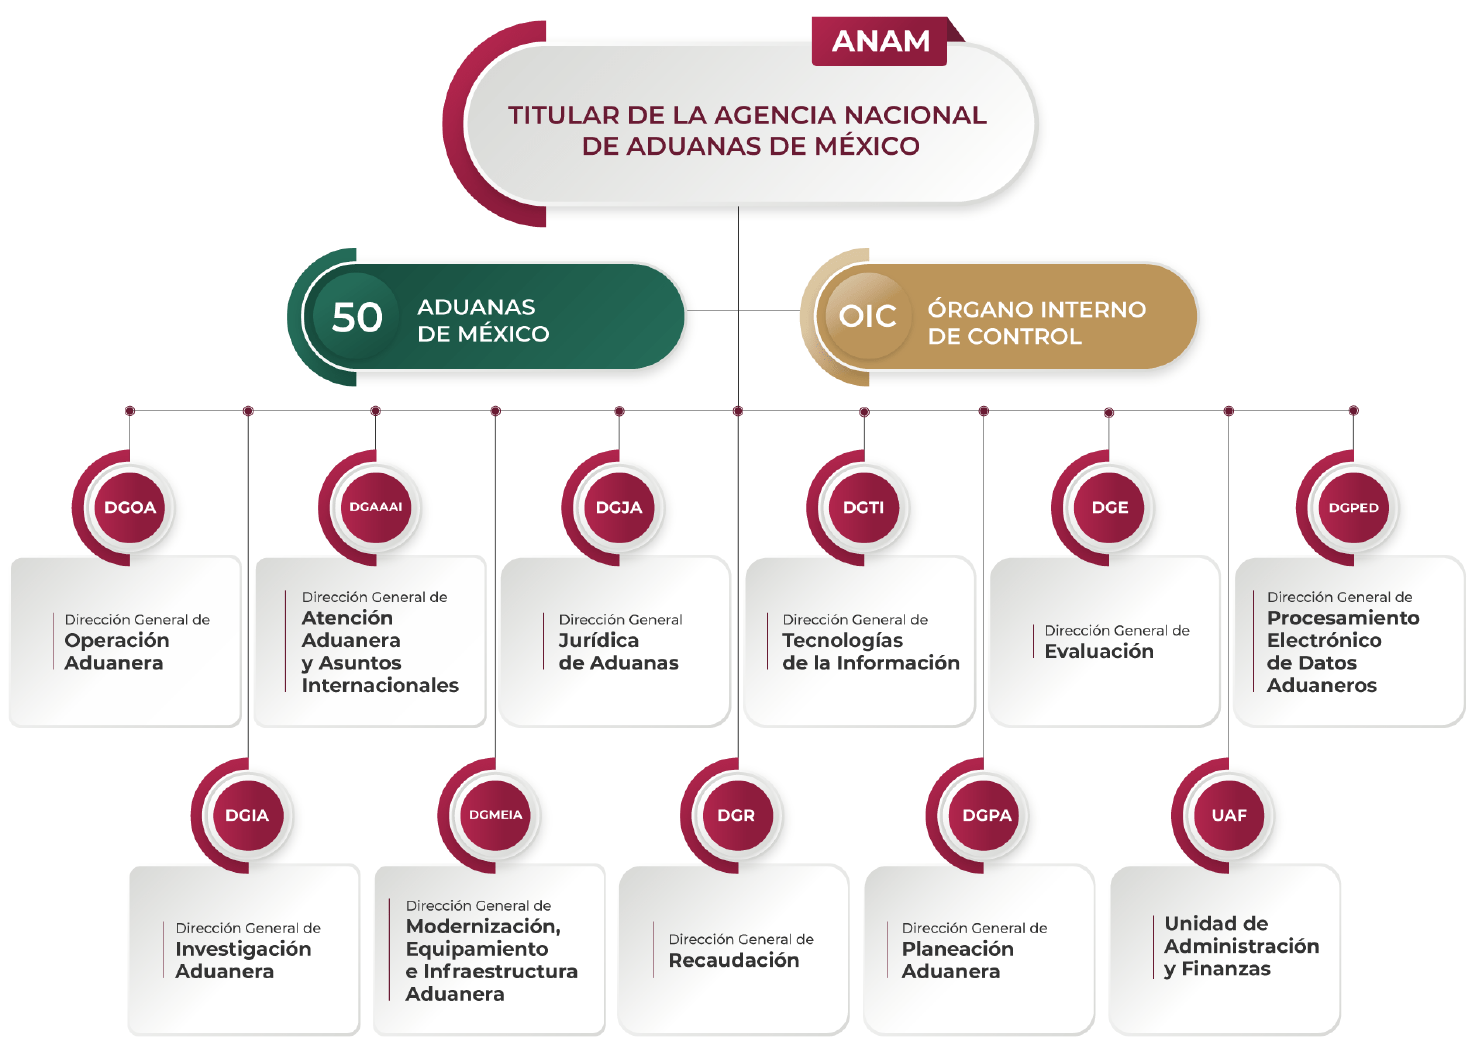 ANAM
TITULAR DE LA AGENCIA NACIONAL
DE ADUANAS DE MÉXICO
50
ADUANAS
DE MÉXICO
OIC
ÓRGANO INTERNO
DE CONTROL
DGOA
Dirección General de
Operación
Aduanera
DGAAAI
Dirección General de
Atención
Aduanera
y Asuntos
Internacionales
DGJA
Dirección General
Jurídica
de Aduanas
DGTI
Dirección General de
Tecnologías
de la Información
DGE
Dirección General de
Evaluación
DGPED
Dirección General de
Procesamiento
Electrónico
de Datos
Aduaneros
DGIA
Dirección General de
Investigación
Aduanera
DGMEIA
Dirección General de
Modernización,
Equipamiento
e Infraestructura
Aduanera
DGR
Dirección General de
Recaudación
DGPA
Dirección General de
Planeación
Aduanera
UAF
Unidad de
Administración
y Finanzas